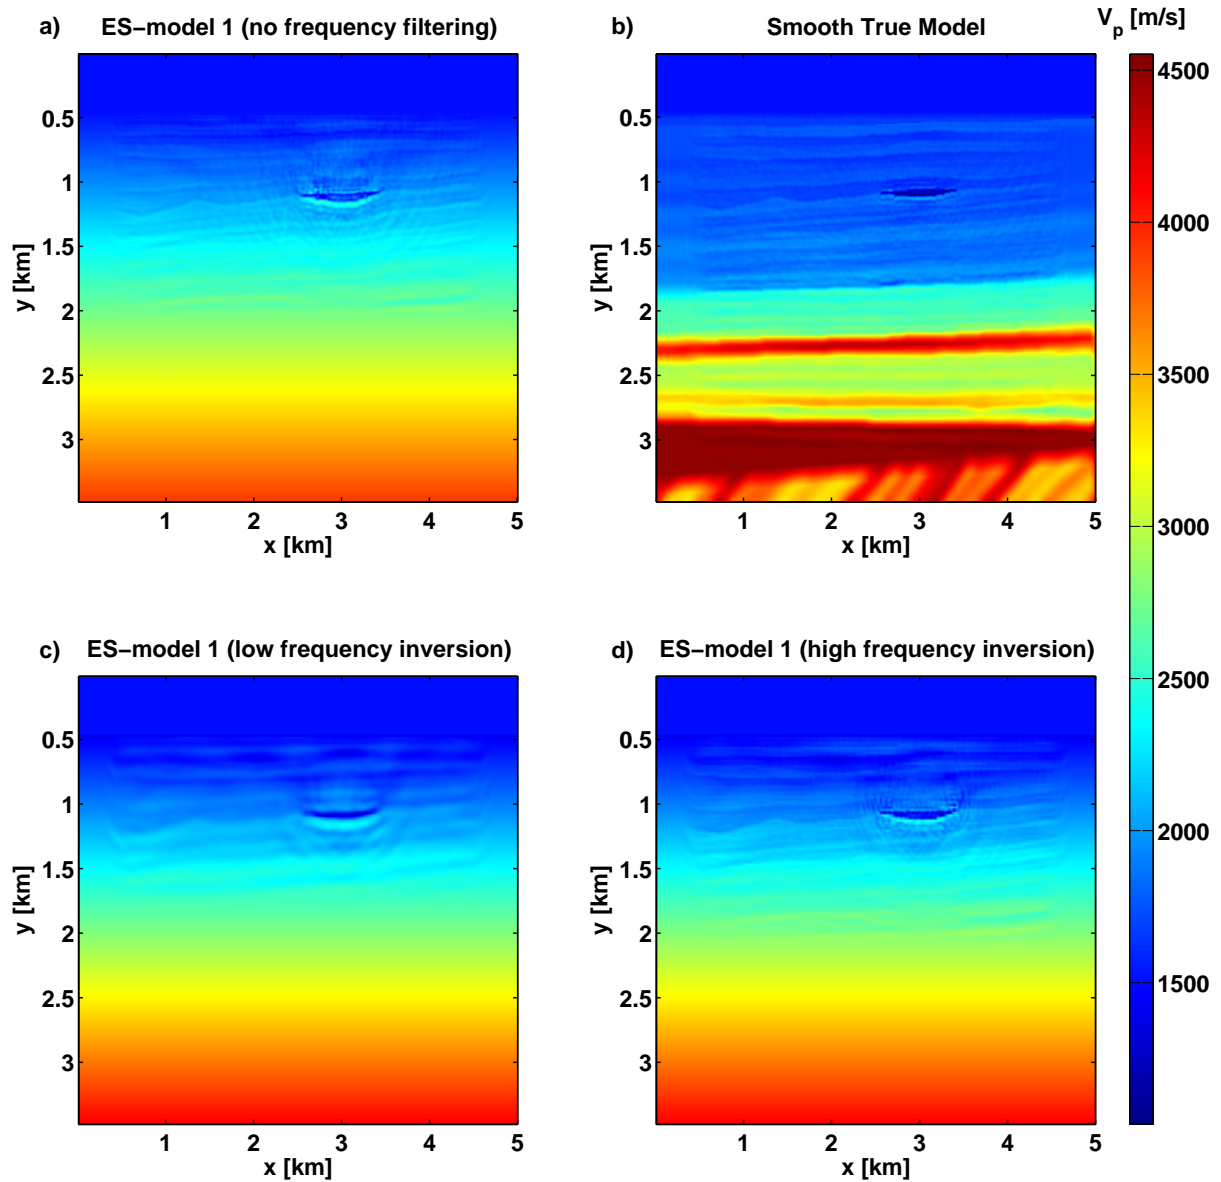 a) ES−model 1 (no frequency filtering)
b) Smooth True Model
Vp [m/s]
0.5
1
1.5
2
2.5
3
y [km]
1 2 3 4 5
x [km]
0.5
1
1.5
2
2.5
3
y [km]
1 2 3 4 5
x [km]
c) ES−model 1 (low frequency inversion)
d) ES−model 1 (high frequency inversion)
0.5
1
1.5
2
2.5
3
y [km]
1 2 3 4 5
x [km]
0.5
1
1.5
2
2.5
3
y [km]
1 2 3 4 5
x [km]
4500
4000
3500
3000
2500
2000
1500